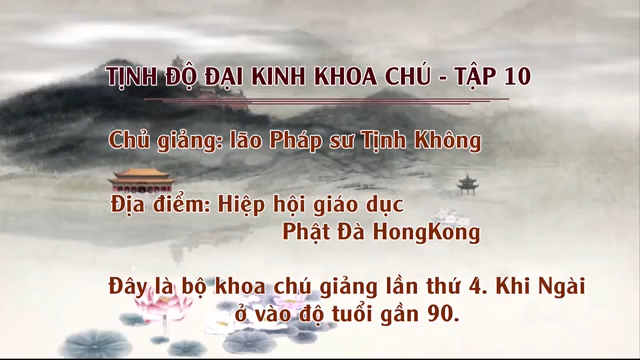 TỊNH ĐỘ ĐẠI KINH KHOA CHÚ - TẬP 10
Chủ giảng: lão Pháp sư Tịnh Không
Địa điểm: Hiệp hội giáo dục
Phật Đà HongKong
Đây là bộ khoa chú giảng lần thứ 4. Khi Ngài
ở vào độ tuổi gần 90.